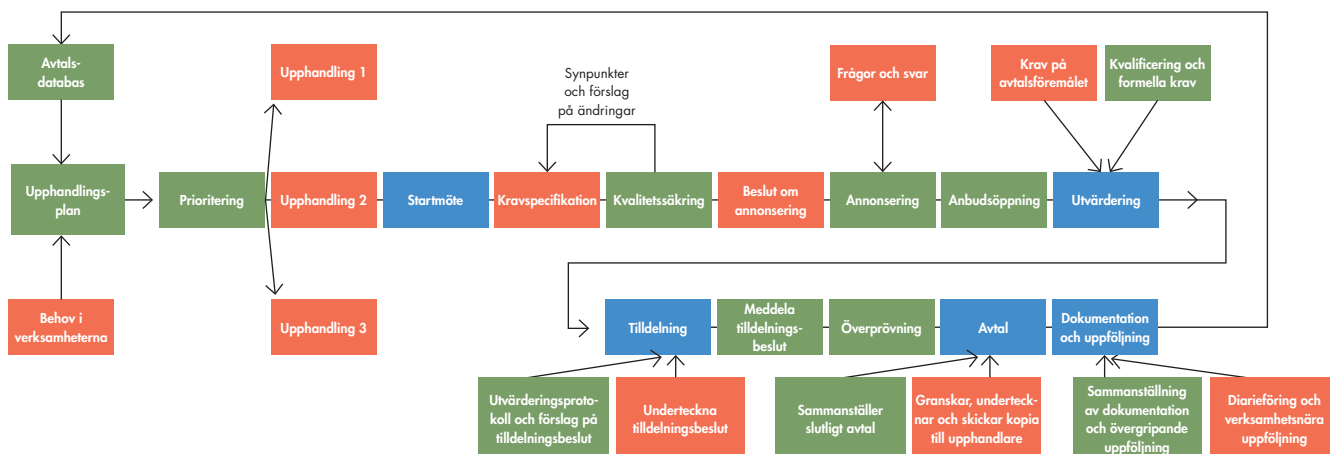 Avtals-
databas
Upphandling 1
Synpunkter
och förslag
på ändringar
Frågor och svar
Krav på
avtalsföremålet
Kvalificering och
formella krav
Upphandlings-
plan
Prioritering
Upphandling 2
Startmöte
Kravspecifikation
Kvalitetssäkring
Beslut om
annonsering
Annonsering
Anbudsöppning
Utvärdering
Behov i
verksamheterna
Upphandling 3
Tilldelning
Meddela
tilldelnings-
beslut
Överprövning
Avtal
Dokumentation
och uppföljning
Utvärderingsproto-
koll och förslag på
tilldelningsbeslut
Underteckna
tilldelningsbeslut
Sammanställer
slutligt avtal
Granskar, underteck-
nar och skickar kopia
till upphandlare
Sammanställning
av dokumentation
och övergripande
uppföljning
Diarieföring och
verksamhetsnära
uppföljning